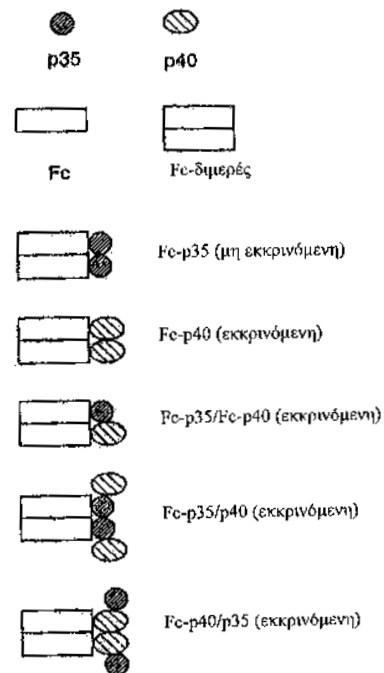 p35 p40
Fc Fc-διμερές
Fc-p35 (μη εκκρινόμενη)
Fc-p40 (εκκρινόμενη)
Fc-p35/Fc-p40 (εκκρινόμενη)
Fc-p35/p40 (εκκρινόμενη)
Fc-p40/p35 (εκκρινόμενη)